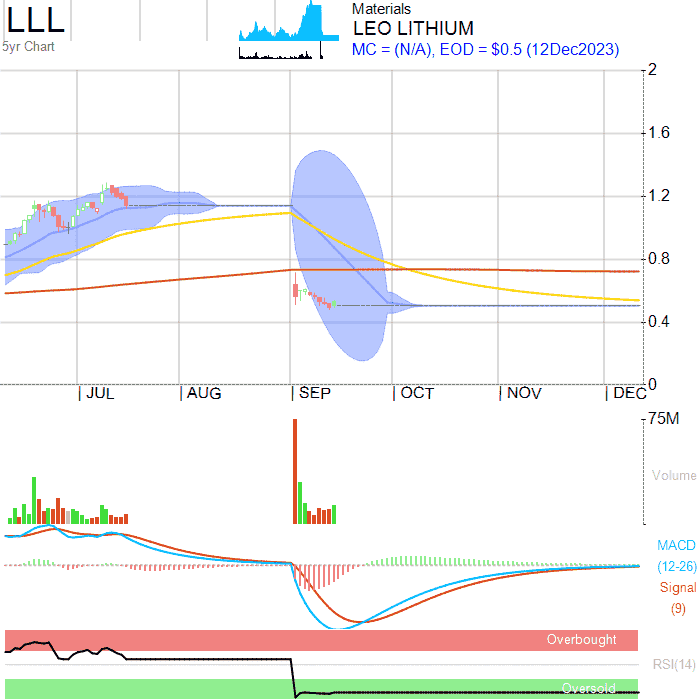 LLL
5yr Chart
Materials
LEO LITHIUM
MC = (N/A), EOD = $0.5 (12Dec2023)
2
1.6
1.2
0.8
0.4
0
JUL AUG SEP OCT NOV DEC
75M
Volume
MACD
(12-26)
Signal
(9)
Overbought
RSI(14)
Oversold